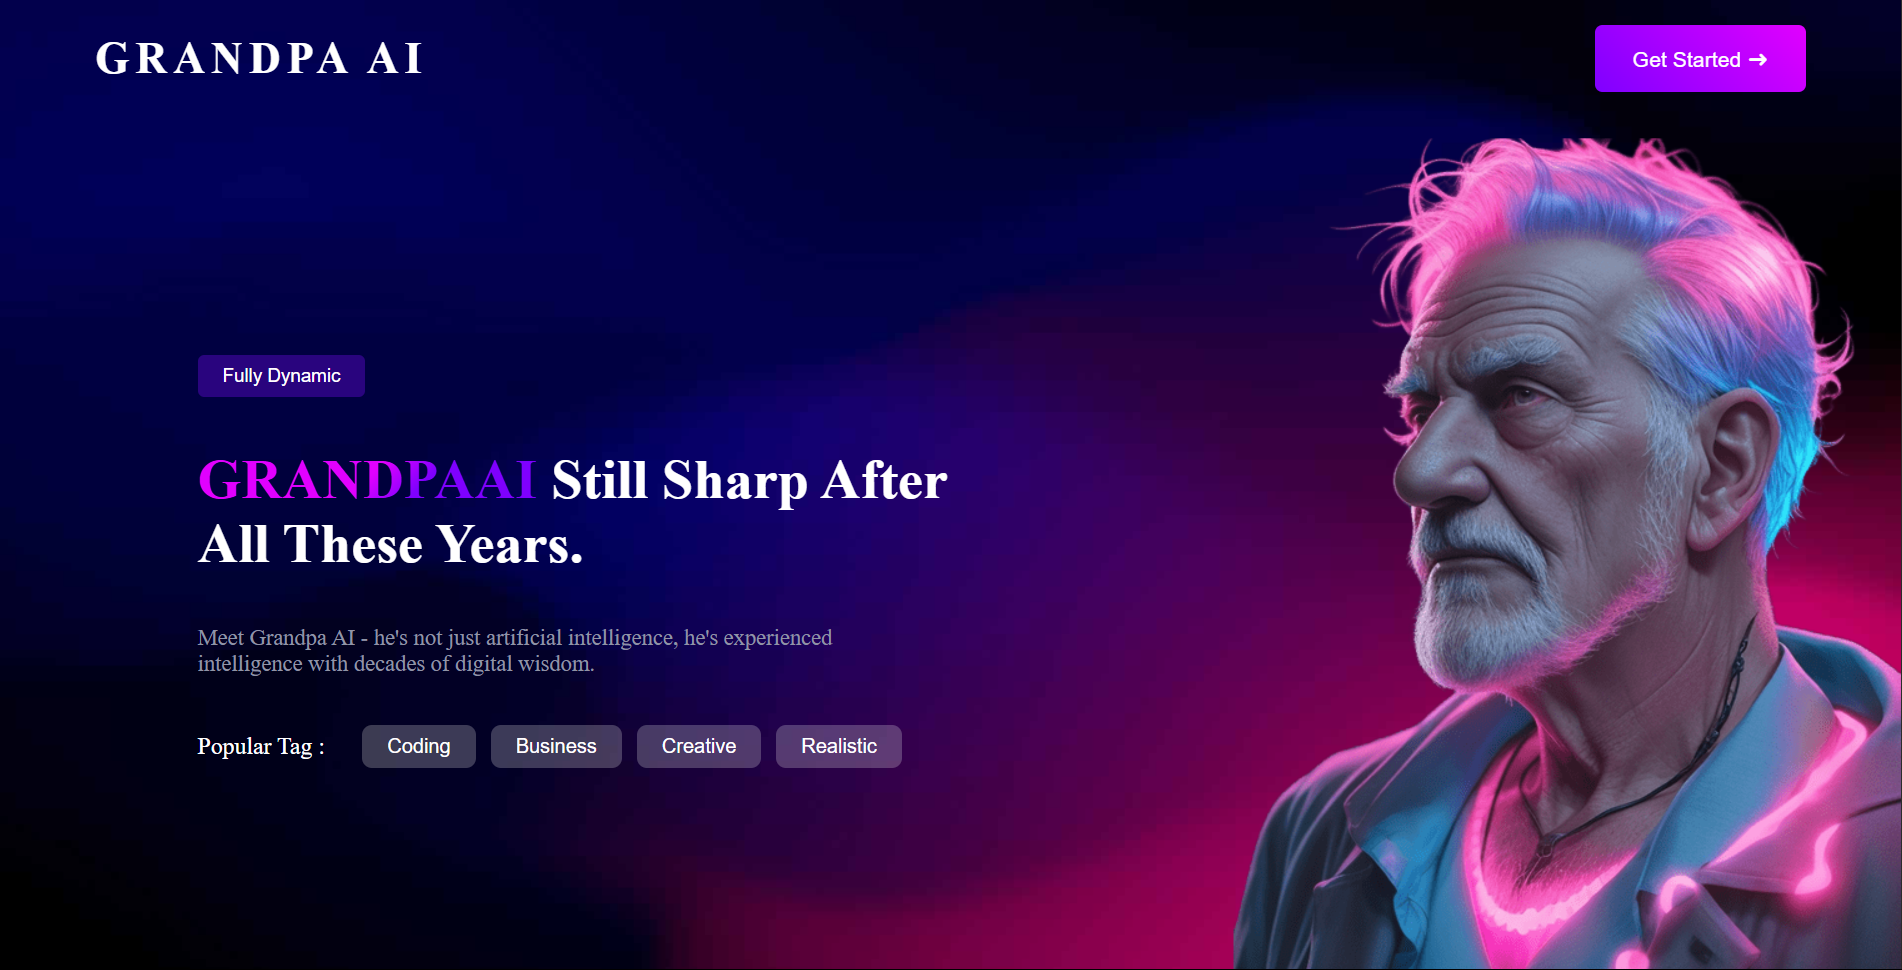 GRANDPA AI
Get Started ➜
Fully Dynamic
GRANDPAAI Still Sharp After
All These Years.
Meet Grandpa AI - he's not just artificial intelligence, he's experienced
intelligence with decades of digital wisdom.
Popular Tag : Coding Business Creative Realistic